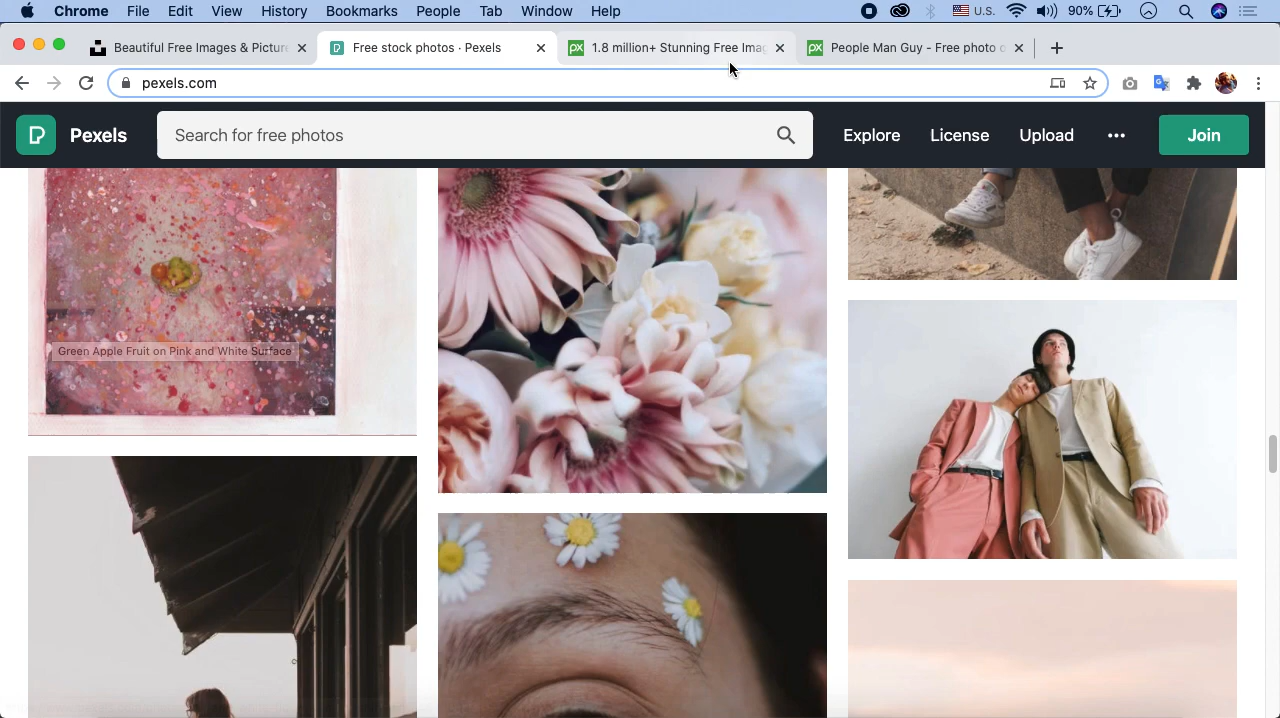 Chrome File Edit View History Bookmarks People Tab Window Help U.S. 90%
Beautiful Free Images & Picture Free stock photos · Pexels 1.8 million+ Stunning Free Imag People Man Guy - Free photo o
pexels.com
Pexels Search for free photos Explore License Upload ••• Join
Green Apple Fruit on Pink and White Surface